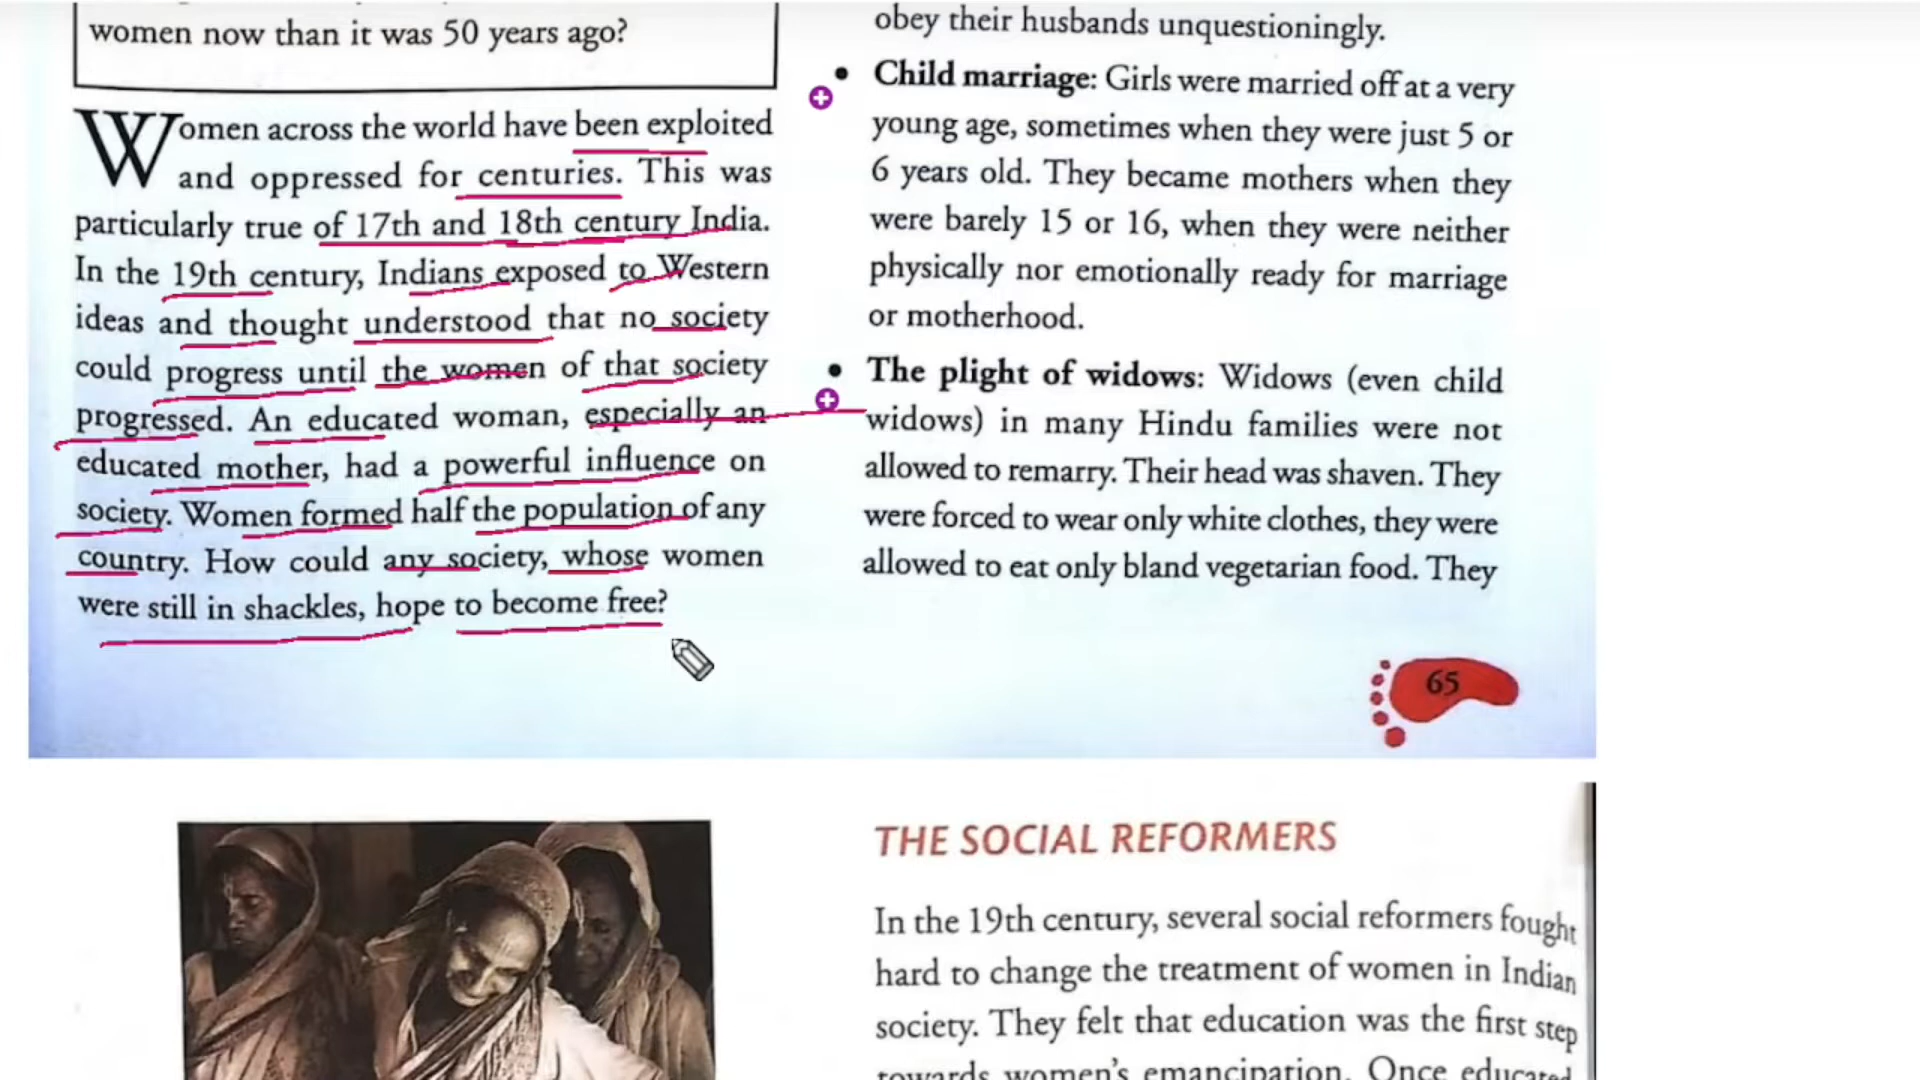 women now than it was 50 years ago?
Women across the world have been exploited
and oppressed for centuries. This was
particularly true of 17th and 18th century India.
In the 19th century, Indians exposed to Western
ideas and thought understood that no society
could progress until the women of that society
progressed. An educated woman, especially an
educated mother, had a powerful influence on
society. Women formed half the population of any
country. How could any society, whose women
were still in shackles, hope to become free?
obey their husbands unquestioningly.
• Child marriage: Girls were married off at a very
young age, sometimes when they were just 5 or
6 years old. They became mothers when they
were barely 15 or 16, when they were neither
physically nor emotionally ready for marriage
or motherhood.
• The plight of widows: Widows (even child
widows) in many Hindu families were not
allowed to remarry. Their head was shaven. They
were forced to wear only white clothes, they were
allowed to eat only bland vegetarian food. They
65
THE SOCIAL REFORMERS
In the 19th century, several social reformers fought
hard to change the treatment of women in Indian
society. They felt that education was the first step
towards women's emancipation. Once educated